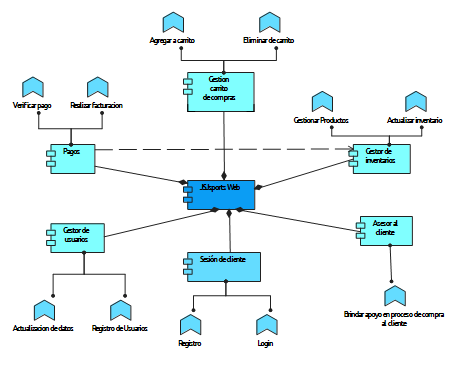 Agregar a carrito
Eliminar de carrito
Gestion
carrito
de compras
Verificar pago
Realizar facturacion
Gestionar Productos
Actualisar inventario
Pagos
Gestor de
inventarios
JSJsports Web
Gestor de
usuarios
Asesor al
cliente
Sesión de cliente
Actualizacion de datos
Registro de Usuarios
Registro
Login
Brindar apoyo en proceso de compra
al cliente